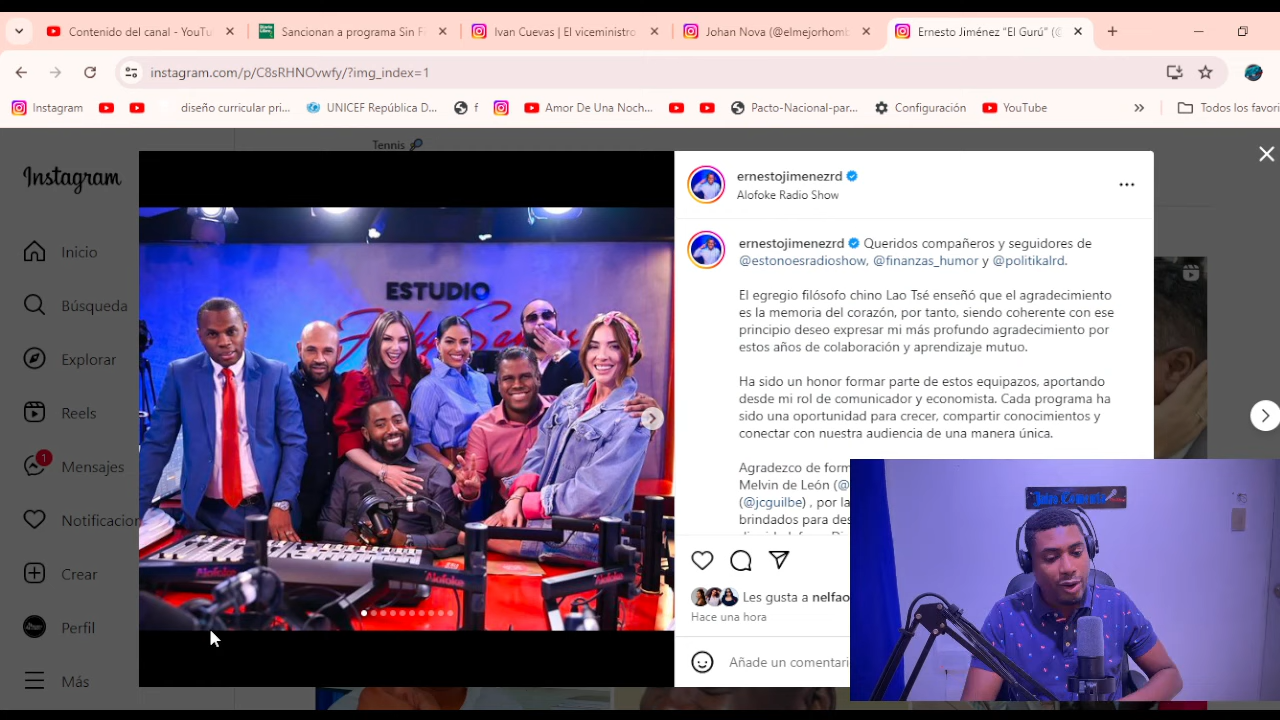 Contenido del canal - YouTu
Sancionan a programa Sin Fi
Ivan Cuevas | El viceministro
Johan Nova (@elmejorhomb
Ernesto Jiménez "El Gurú" (@
instagram.com/p/C8sRHNOvwfy/?img_index=1
Instagram
diseño curricular pri...
UNICEF República D...
f
Amor De Una Noch...
Pacto-Nacional-par...
Configuración
YouTube
»
Todos los favori
Tennis
Instagram
Inicio
Búsqueda
Explorar
Reels
1
Mensajes
Notificacion
Crear
Perfil
Más
ESTUDIO
Alofoke
Alofoke
Alofoke
ernestojimenezrd
Alofoke Radio Show
ernestojimenezrd Queridos compañeros y seguidores de
@estonoesradioshow, @finanzas_humor y @politikalrd.
El egregio filósofo chino Lao Tsé enseñó que el agradecimiento
es la memoria del corazón, por tanto, siendo coherente con ese
principio deseo expresar mi más profundo agradecimiento por
estos años de colaboración y aprendizaje mutuo.
Ha sido un honor formar parte de estos equipazos, aportando
desde mi rol de comunicador y economista. Cada programa ha
sido una oportunidad para crecer, compartir conocimientos y
conectar con nuestra audiencia de una manera única.
Agradezco de form
Melvin de León (@
(@jcguilbe) , por la
brindados para des
Les gusta a nelfao
Hace una hora
Añade un comentari